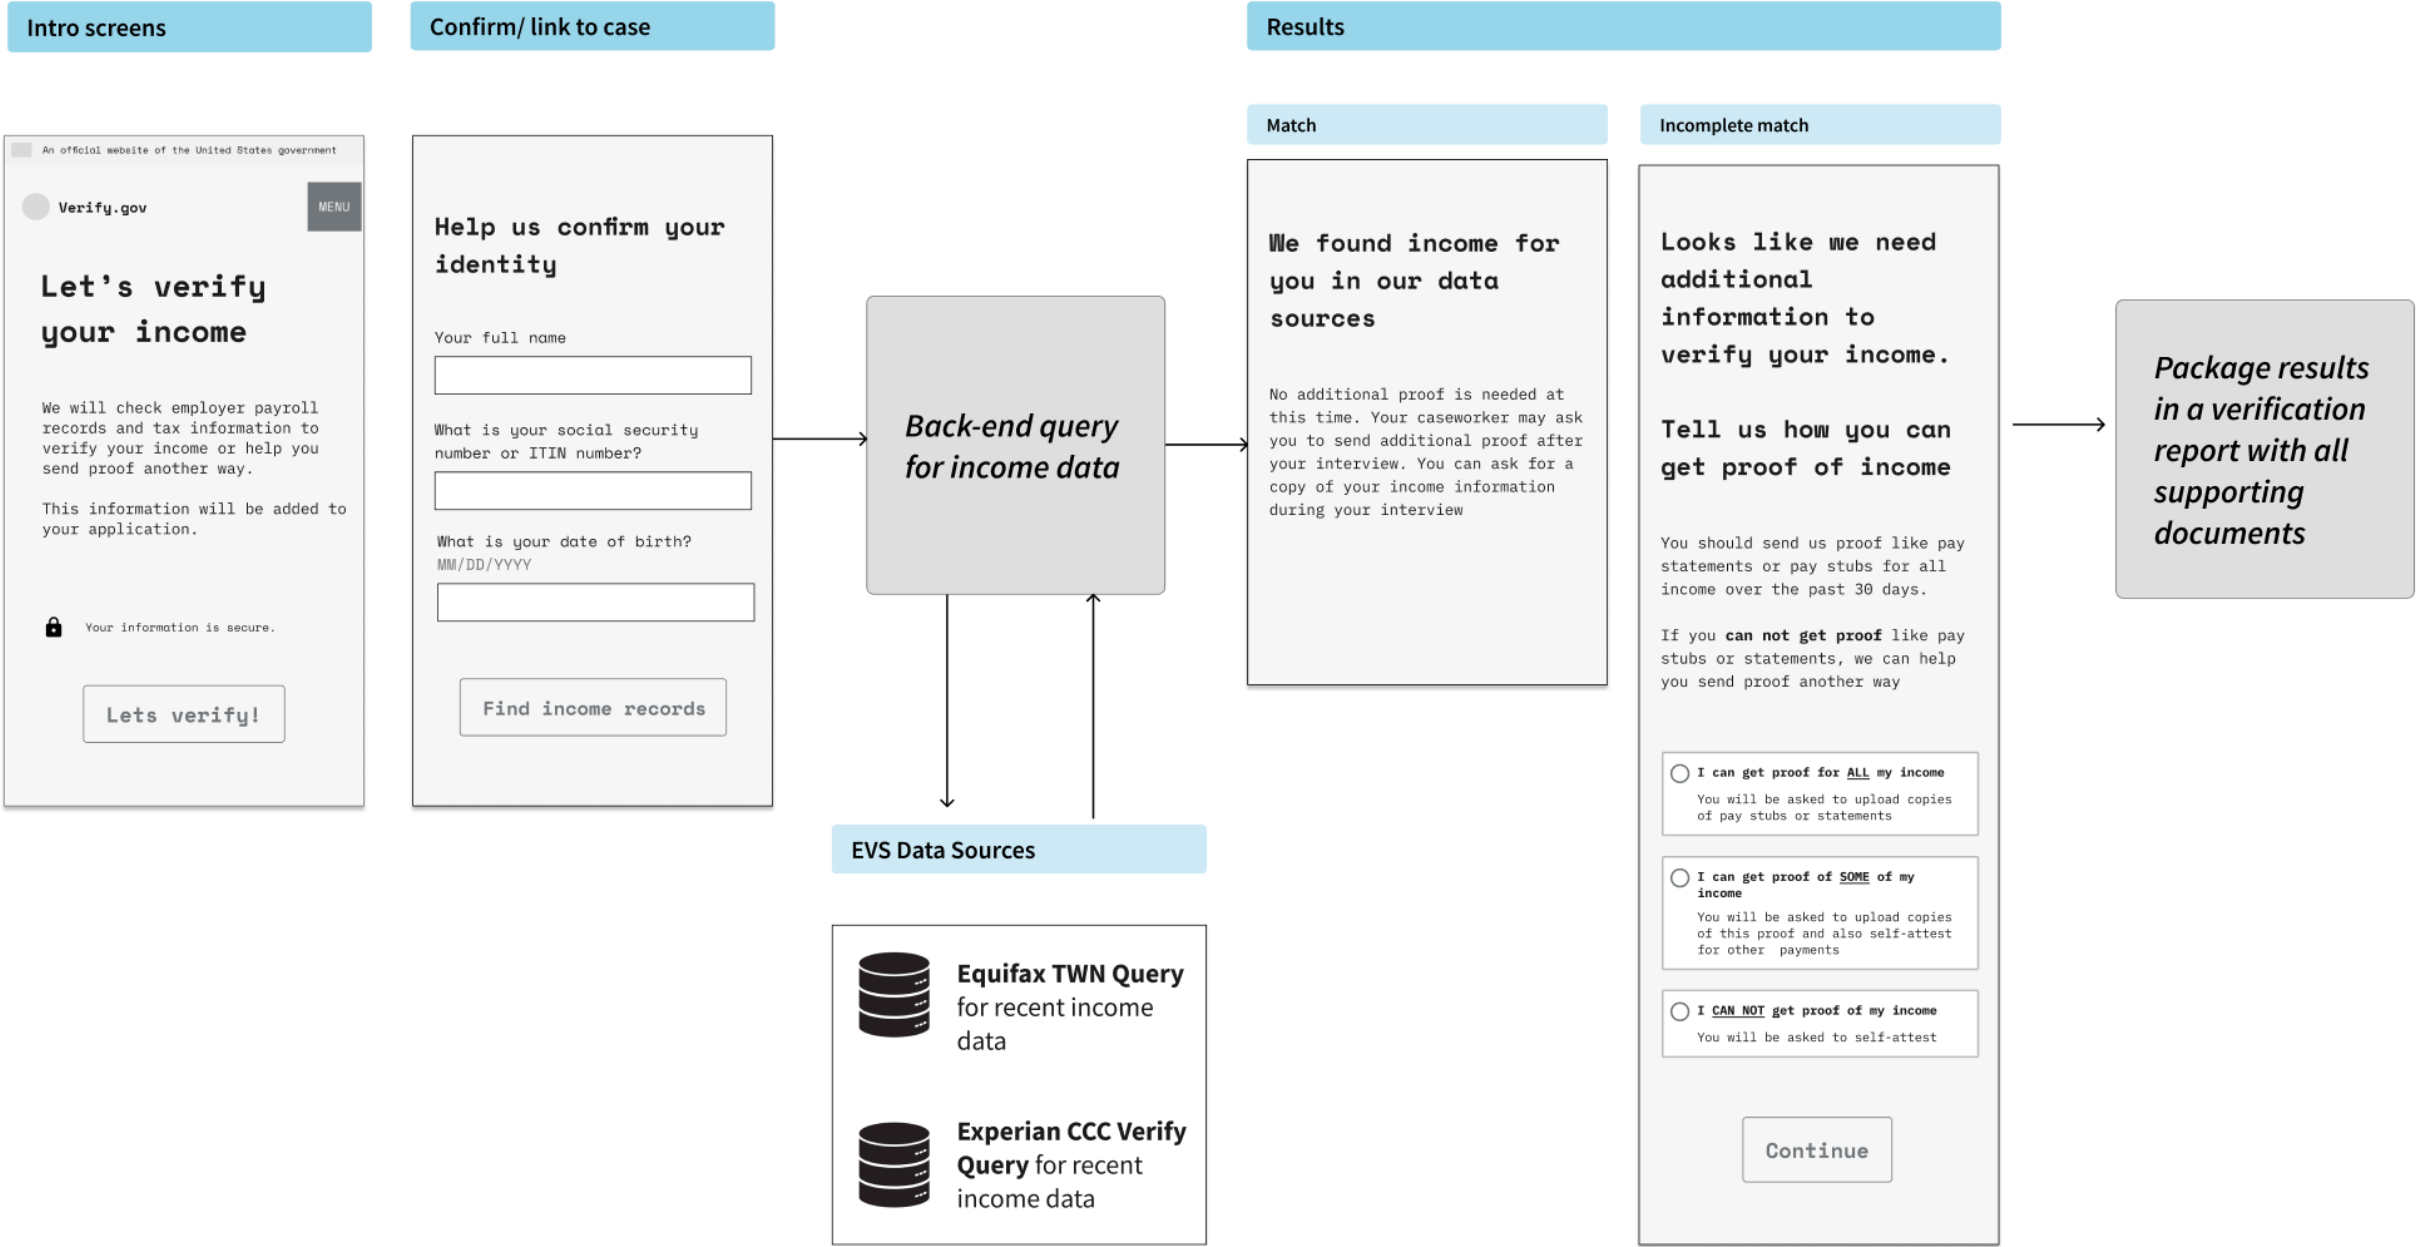 Intro screens
Confirm/ link to case
Results
Match
Incomplete match
An official website of the United States government
Verify.gov
MENU
Let's verify
your income
We will check employer payroll
records and tax information to
verify your income or help you
send proof another way.
This information will be added to
your application.
Your information is secure.
Lets verify!
Help us confirm your
identity
Your full name
What is your social security
number or ITIN number?
What is your date of birth?
MM/DD/YYYY
Find income records
Back-end query
for income data
EVS Data Sources
Equifax TWN Query
for recent income
data
Experian CCC Verify
Query for recent
income data
We found income for
you in our data
sources
No additional proof is needed at
this time. Your caseworker may ask
you to send additional proof after
your interview. You can ask for a
copy of your income information
during your interview
Looks like we need
additional
information to
verify your income.
Tell us how you can
get proof of income
You should send us proof like pay
statements or pay stubs for all
income over the past 30 days.
If you can not get proof like pay
stubs or statements, we can help
you send proof another way
I can get proof for ALL my income
You will be asked to upload copies
of pay stubs or statements
I can get proof of SOME of my
income
You will be asked to upload copies
of this proof and also self-attest
for other payments
I CAN NOT get proof of my income
You will be asked to self-attest
Continue
Package results
in a verification
report with all
supporting
documents